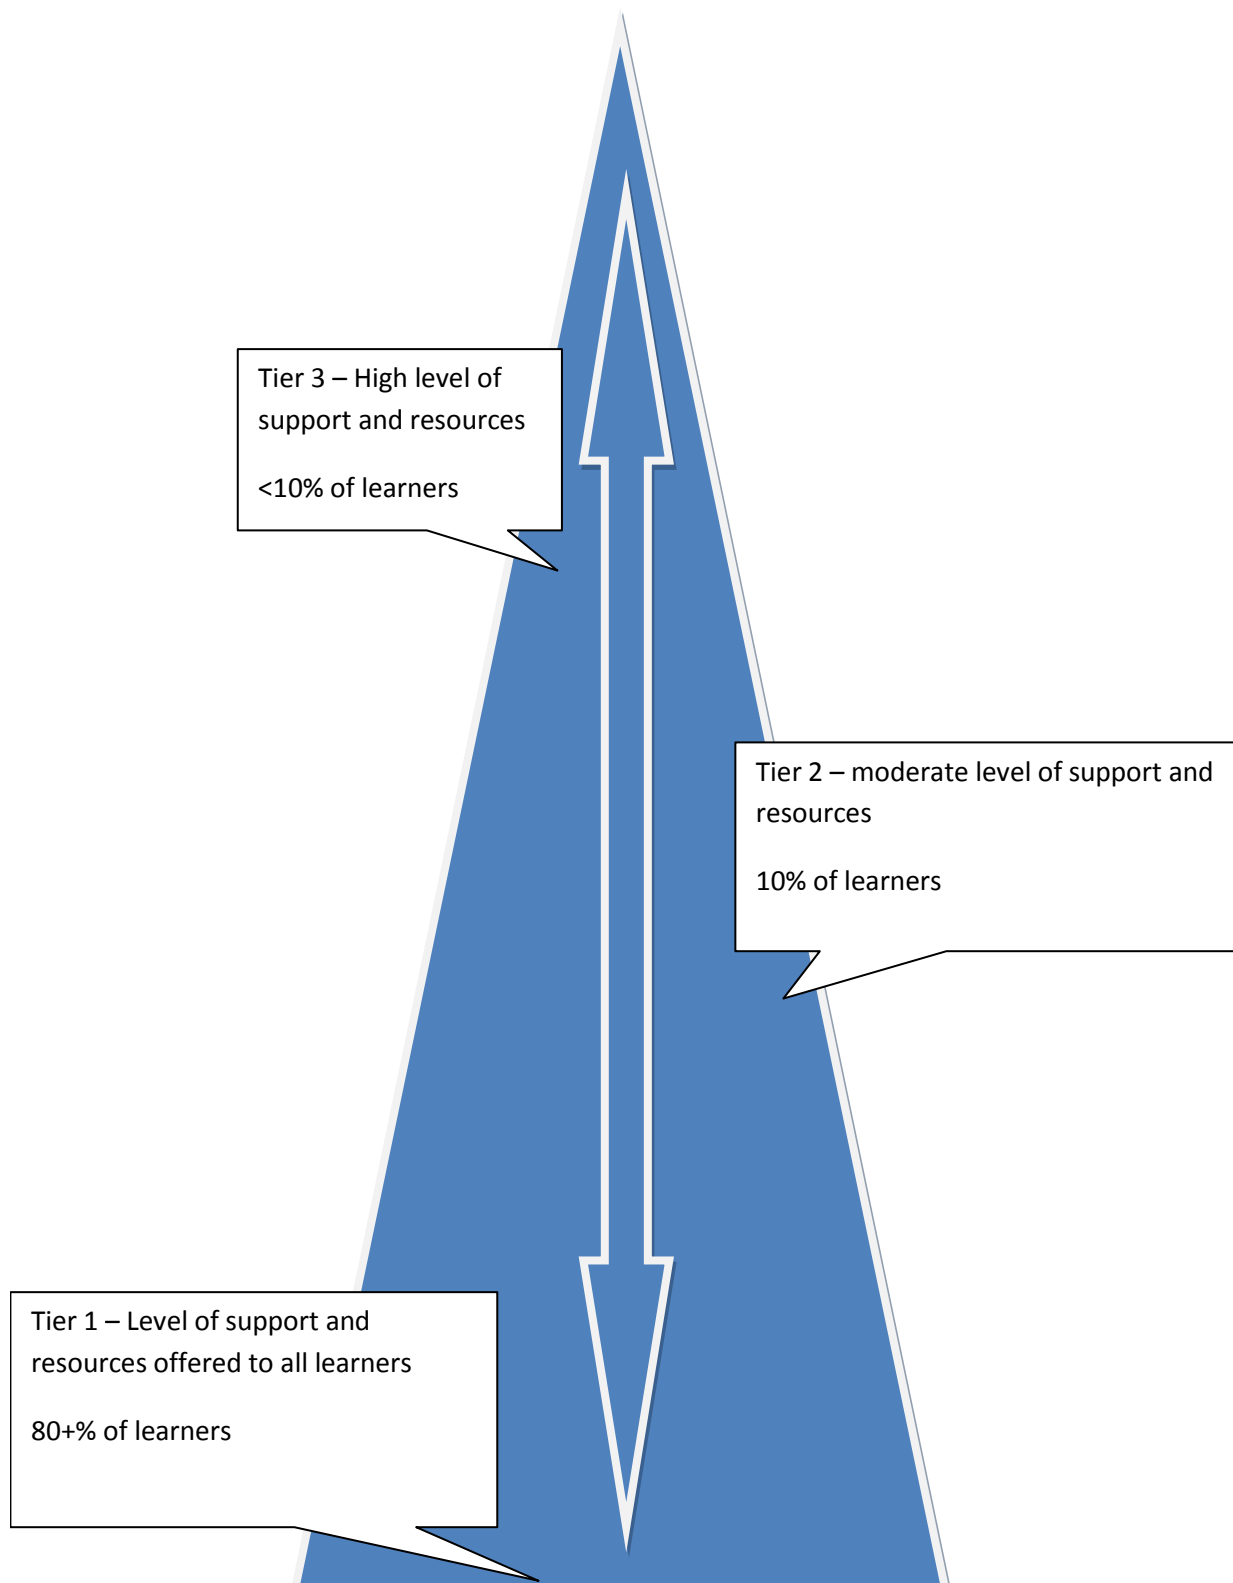 Tier 3 – High level of
support and resources
<10% of learners
Tier 2 – moderate level of support and
resources
10% of learners
Tier 1 – Level of support and
resources offered to all learners
80+% of learners